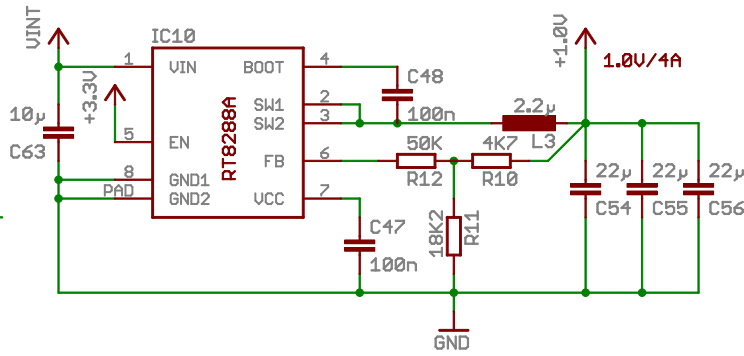 VINT
IC10
+1.0V
1.0V/4A
1
VIN
BOOT
4
C48
+3.3V
SW1
2
100n
2.2µ
10µ
SW2
3
L3
C63
5
EN
RT8288A
50K
4K7
FB
6
R12
R10
22µ
22µ
22µ
8
GND1
PAD
GND2
VCC
7
C54
C55
C56
C47
18K2
R11
100n
GND